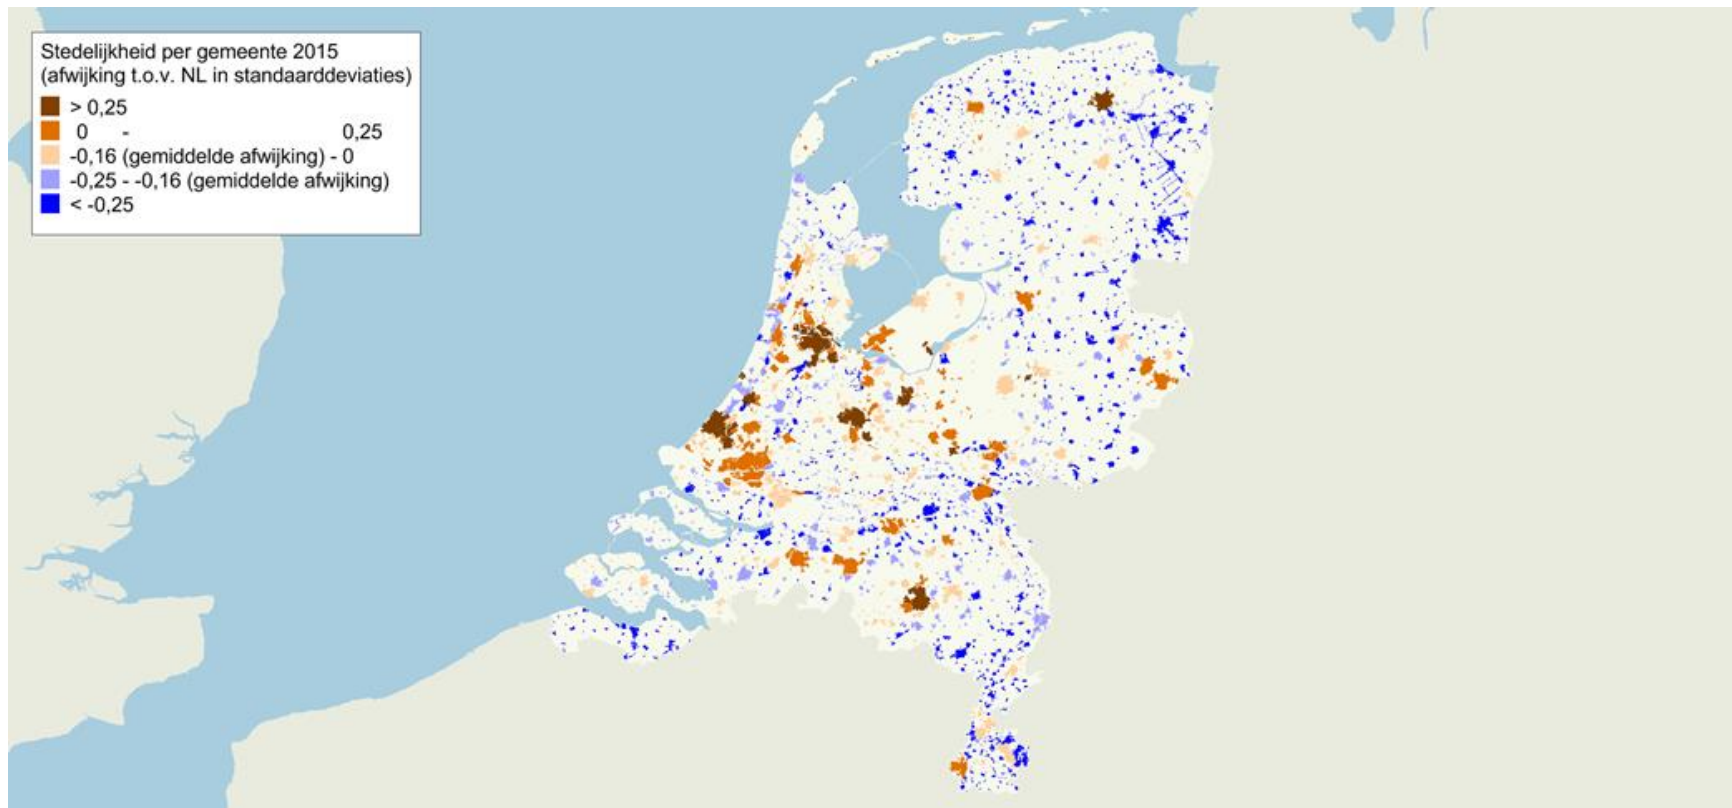 Stedelijkheid per gemeente 2015
(afwijking t.o.v. NL in standaarddeviaties)
> 0,25
0 - 0,25
-0,16 (gemiddelde afwijking) - 0
-0,25 - -0,16 (gemiddelde afwijking)
< -0,25